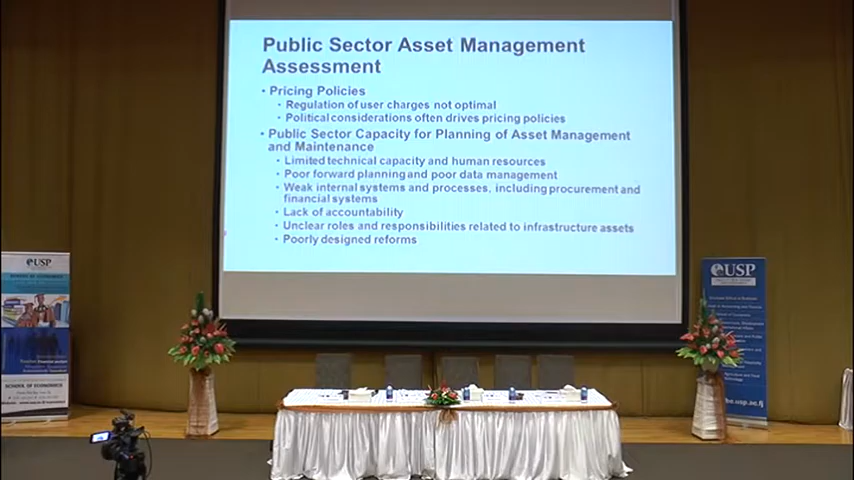 Public Sector Asset Management
Assessment
• Pricing Policies
• Regulation of user charges not optimal
• Political considerations often drives pricing policies
• Public Sector Capacity for Planning of Asset Management
and Maintenance
• Limited technical capacity and human resources
• Poor forward planning and poor data management
• Weak internal systems and processes, including procurement and
financial systems
• Lack of accountability
• Unclear roles and responsibilities related to infrastructure assets
• Poorly designed reforms
USP
SCHOOL OF ECONOMICS
SCHOOL OF ECONOMICS
USP